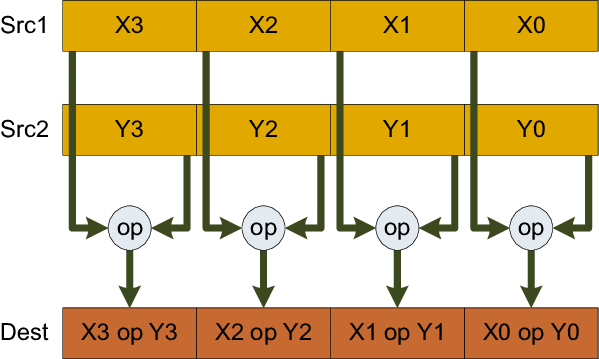 Src1 X3 X2 X1 X0
Src2 Y3 Y2 Y1 Y0
op op op op
Dest X3 op Y3 X2 op Y2 X1 op Y1 X0 op Y0